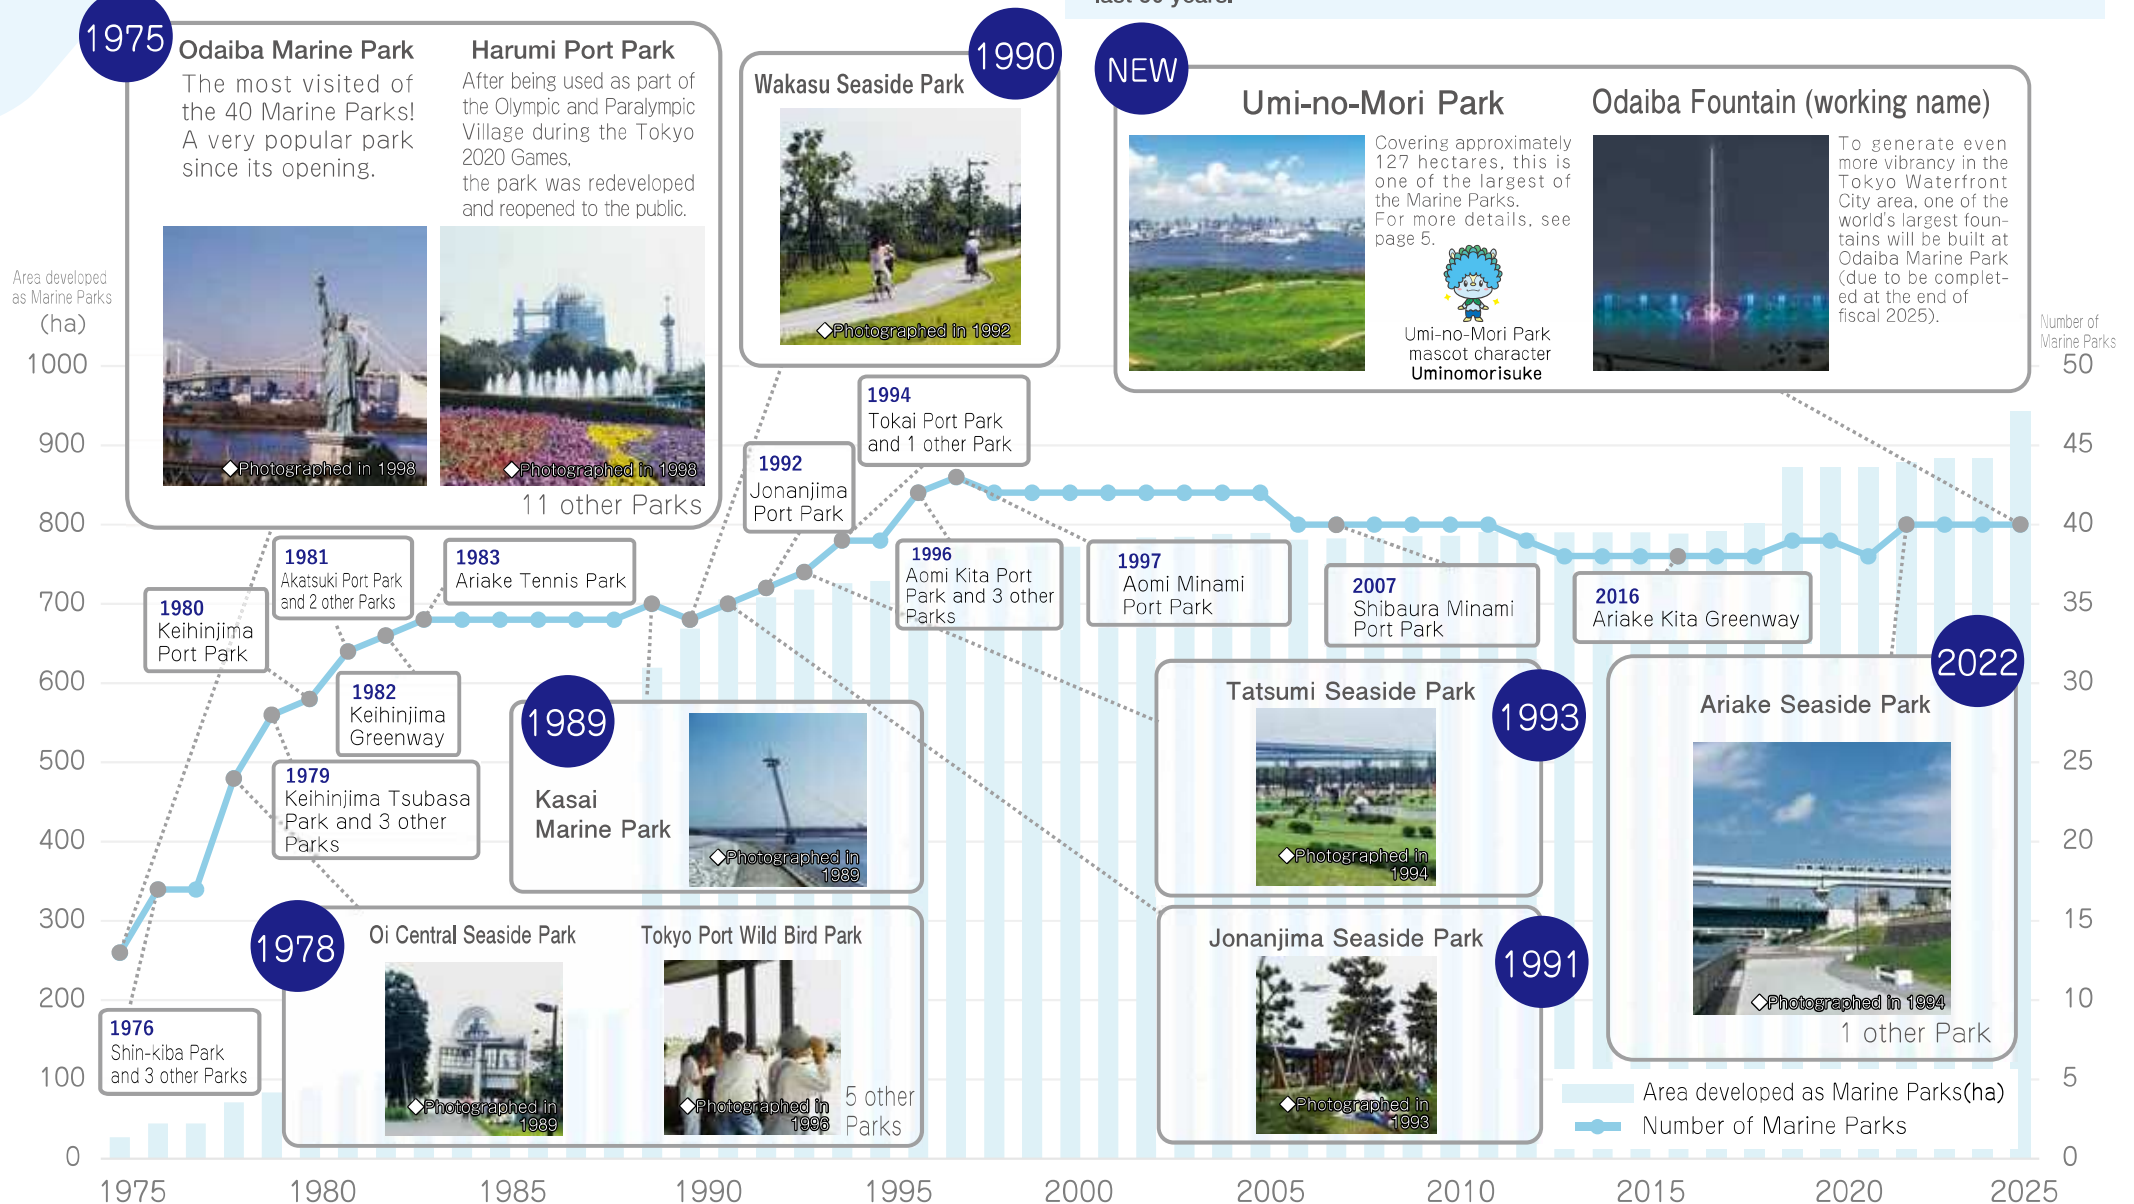 last 50 years.
1975
Odaiba Marine Park
The most visited of
the 40 Marine Parks!
A very popular park
since its opening.
◆Photographed in 1998
Harumi Port Park
After being used as part of
the Olympic and Paralympic
Village during the Tokyo
2020 Games,
the park was redeveloped
and reopened to the public.
◆Photographed in 1998
11 other Parks
1990
Wakasu Seaside Park
◆Photographed in 1992
NEW
Umi-no-Mori Park
Covering approximately
127 hectares, this is
one of the largest of
the Marine Parks.
For more details, see
page 5.
Umi-no-Mori Park
mascot character
Uminomorisuke
Odaiba Fountain (working name)
To generate even
more vibrancy in the
Tokyo Waterfront
City area, one of the
world's largest foun-
tains will be built at
Odaiba Marine Park
(due to be complet-
ed at the end of
fiscal 2025).
Area developed
as Marine Parks
(ha)
1000
900
800
700
600
500
400
300
200
100
0
Number of
Marine Parks
50
45
40
35
30
25
20
15
10
5
0
1994
Tokai Port Park
and 1 other Park
1992
Jonanjima
Port Park
1981
Akatsuki Port Park
and 2 other Parks
1983
Ariake Tennis Park
1980
Keihinjima
Port Park
1996
Aomi Kita Port
Park and 3 other
Parks
1997
Aomi Minami
Port Park
2007
Shibaura Minami
Port Park
2016
Ariake Kita Greenway
1982
Keihinjima
Greenway
1979
Keihinjima Tsubasa
Park and 3 other
Parks
1989
Kasai
Marine Park
◆Photographed in
1989
1993
Tatsumi Seaside Park
◆Photographed in
1994
2022
Ariake Seaside Park
◆Photographed in 1994
1 other Park
1978
Oi Central Seaside Park
◆Photographed in
1989
Tokyo Port Wild Bird Park
◆Photographed in
1996
5 other
Parks
1991
Jonanjima Seaside Park
◆Photographed in
1993
1976
Shin-kiba Park
and 3 other Parks
Area developed as Marine Parks(ha)
Number of Marine Parks
1975
1980
1985
1990
1995
2000
2005
2010
2015
2020
2025